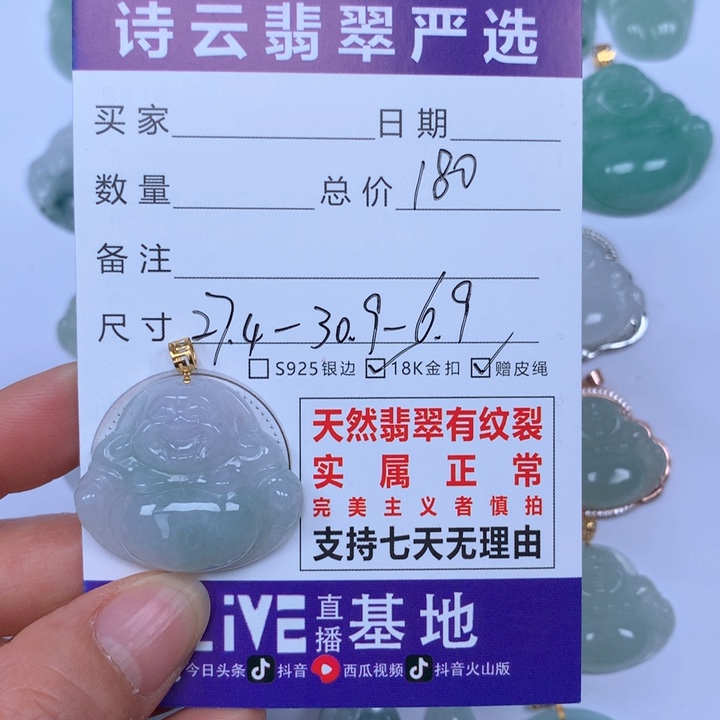 诗云翡翠严选
买家 日期
数量 总价 180
备注
尺寸 27.4-30.9-6.9
S925银边 18K金扣 赠皮绳
天然翡翠有纹裂
实属正常
完美主义者慎拍
支持七天无理由
LIVE直播基地
今日头条 抖音 西瓜视频 抖音火山版